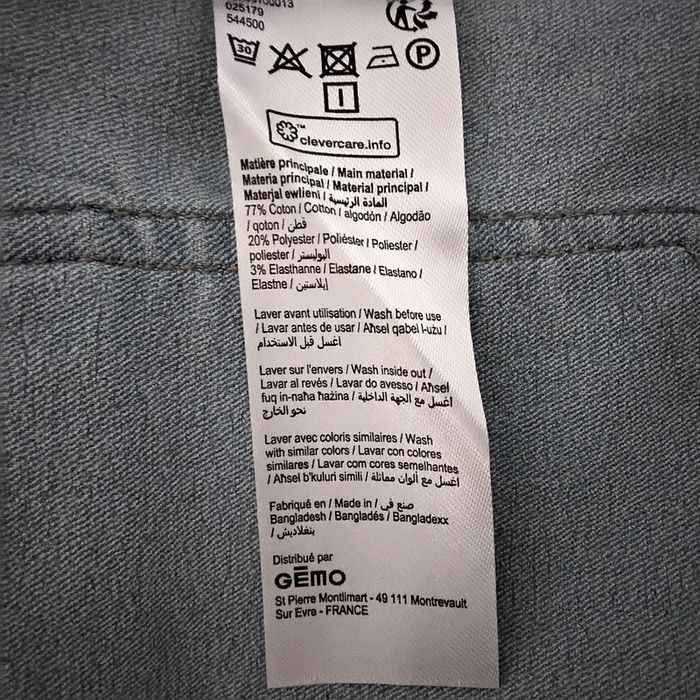 025179
544500
30
P
I
™
clevercare.info
Matière principale / Main material /
Materia principal / Material principal /
Materjal ewlieni / المادة الرئيسية
77% Coton / Cotton / algodón / Algodão
/ qoton / قطن
20% Polyester / Poliéster / Poliester /
poliester / البوليستر
3% Elasthanne / Elastane / Elastano /
Elastne / إيلاستين
Laver avant utilisation / Wash before use
/ Lavar antes de usar / Aħsel qabel l-użu /
اغسل قبل الاستخدام
Laver sur l'envers / Wash inside out /
Lavar al revés / Lavar do avesso / Aħsel
fuq in-naħa ħażina / اغسل مع الجهة الداخلية
نحو الخارج
Laver avec coloris similaires / Wash
with similar colors / Lavar con colores
similares / Lavar com cores semelhantes
/ Aħsel b'kuluri simili / اغسل مع ألوان مماثلة
Fabriqué en / Made in / صنع في
Bangladesh / Bangladés / Bangladexx
/ بنغلاديش
Distribué par
GĒMO
St Pierre Montlimart - 49 111 Montrevault
Sur Evre - FRANCE